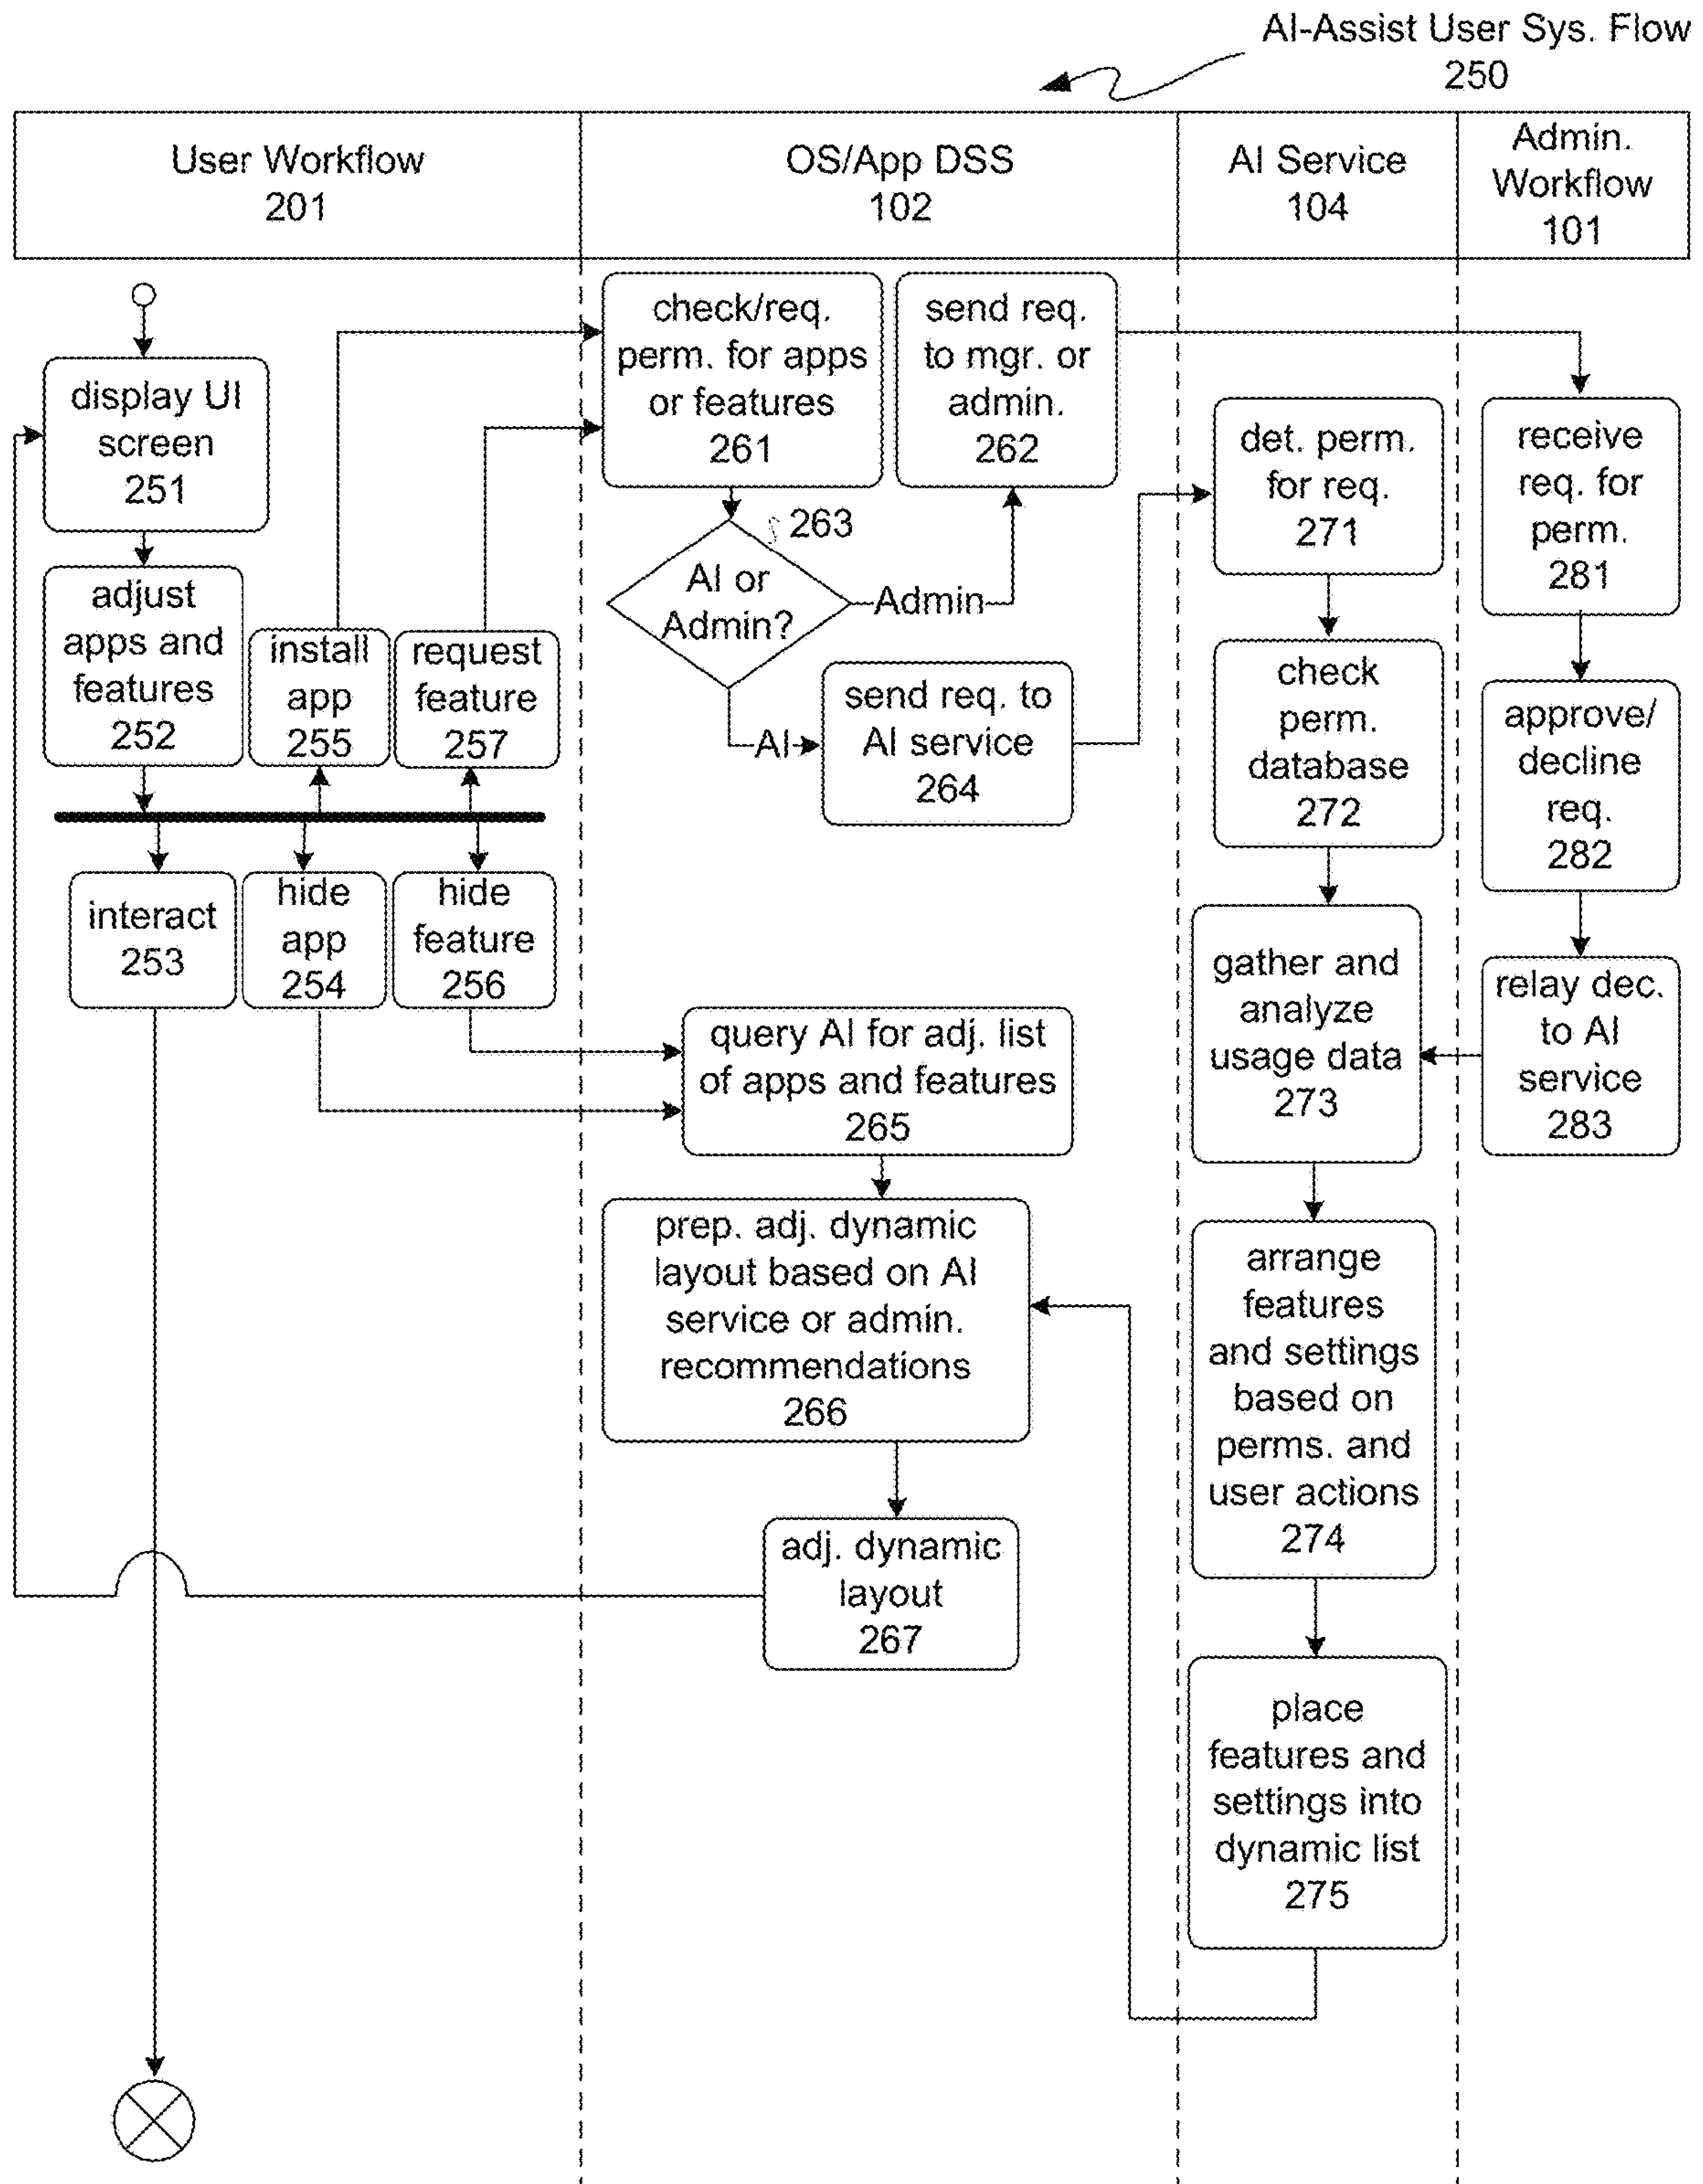 AI-Assist User Sys. Flow
250
User Workflow
201
OS/App DSS
102
AI Service
104
Admin.
Workflow
101
display UI
screen
251
adjust
apps and
features
252
install
app
255
request
feature
257
interact
253
hide
app
254
hide
feature
256
check/req.
perm. for apps
or features
261
send req.
to mgr. or
admin.
262
263
AI or
Admin?
Admin
AI
send req. to
AI service
264
query AI for adj. list
of apps and features
265
prep. adj. dynamic
layout based on AI
service or admin.
recommendations
266
adj. dynamic
layout
267
det. perm.
for req.
271
check
perm.
database
272
gather and
analyze
usage data
273
arrange
features
and settings
based on
perms. and
user actions
274
place
features and
settings into
dynamic list
275
receive
req. for
perm.
281
approve/
decline
req.
282
relay dec.
to AI
service
283